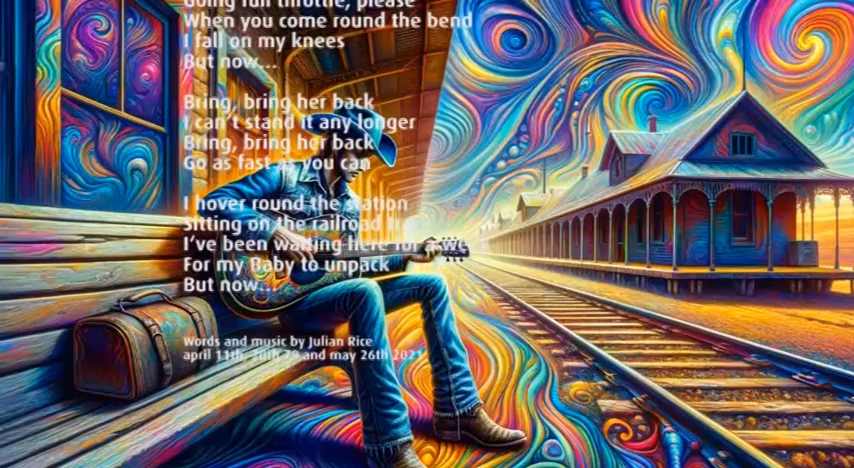 Going full throttle, please
When you come round the bend
I fall on my knees
But now...
Bring, bring her back
I can't stand it any longer
Bring, bring her back
Go as fast as you can
I hover round the station
Sitting on the railroad
I've been waiting here for a we
For my Baby to unpack
But now...
Words and music by Julian Rice
april 11th, 20th 79 and may 26th 2021